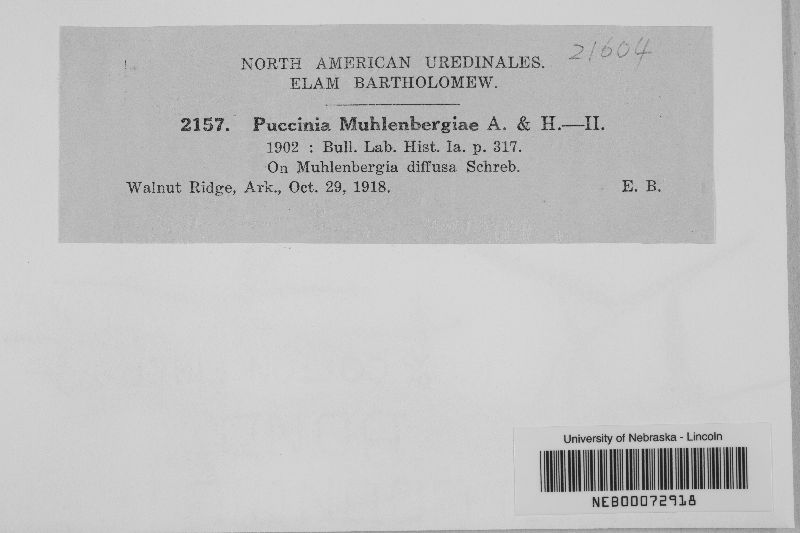 21604
NORTH AMERICAN UREDINALES.
ELAM BARTHOLOMEW.
2157. Puccinia Muhlenbergiae A. & H.—II.
1902 : Bull. Lab. Hist. Ia. p. 317.
On Muhlenbergia diffusa Schreb.
Walnut Ridge, Ark., Oct. 29, 1918. E. B.
University of Nebraska - Lincoln
NEB00072918